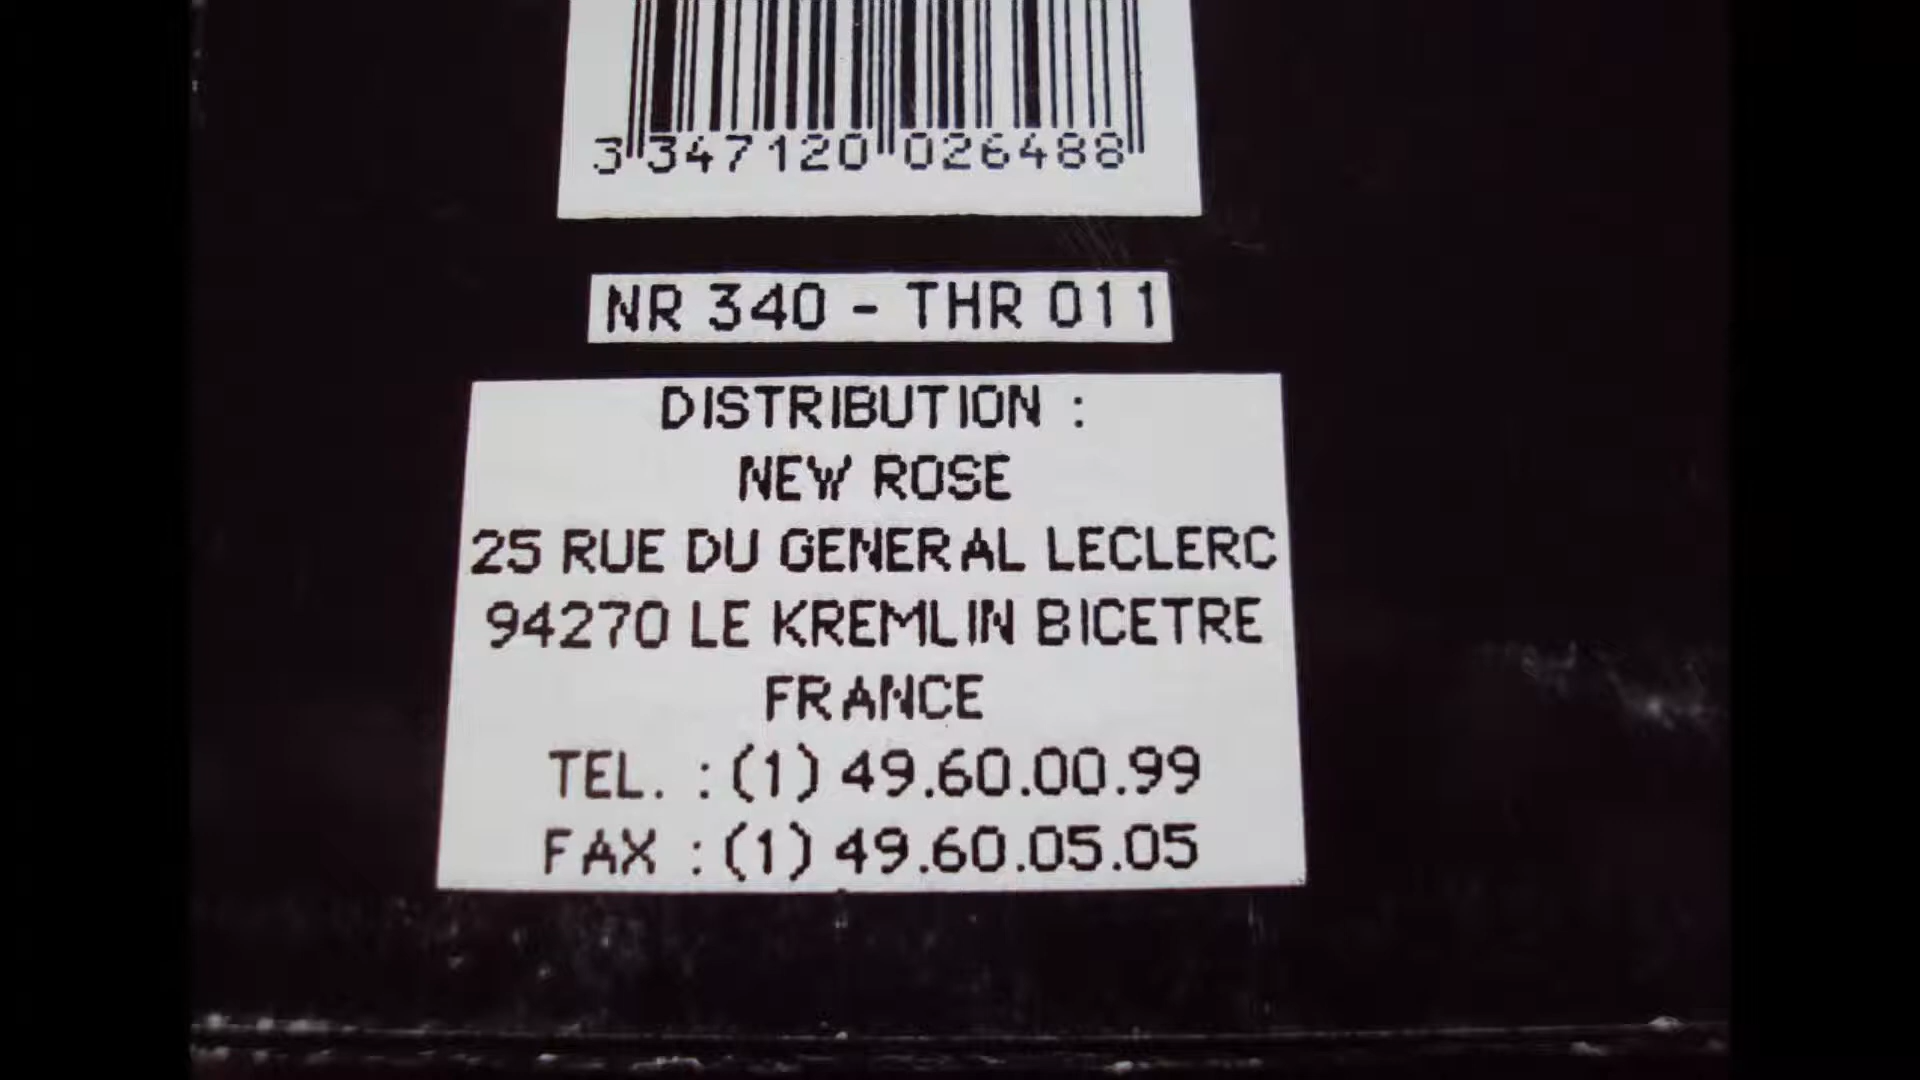 3 347120 026488
NR 340 - THR 011
DISTRIBUTION :
NEW ROSE
25 RUE DU GENERAL LECLERC
94270 LE KREMLIN BICETRE
FRANCE
TEL. : (1) 49.60.00.99
FAX : (1) 49.60.05.05